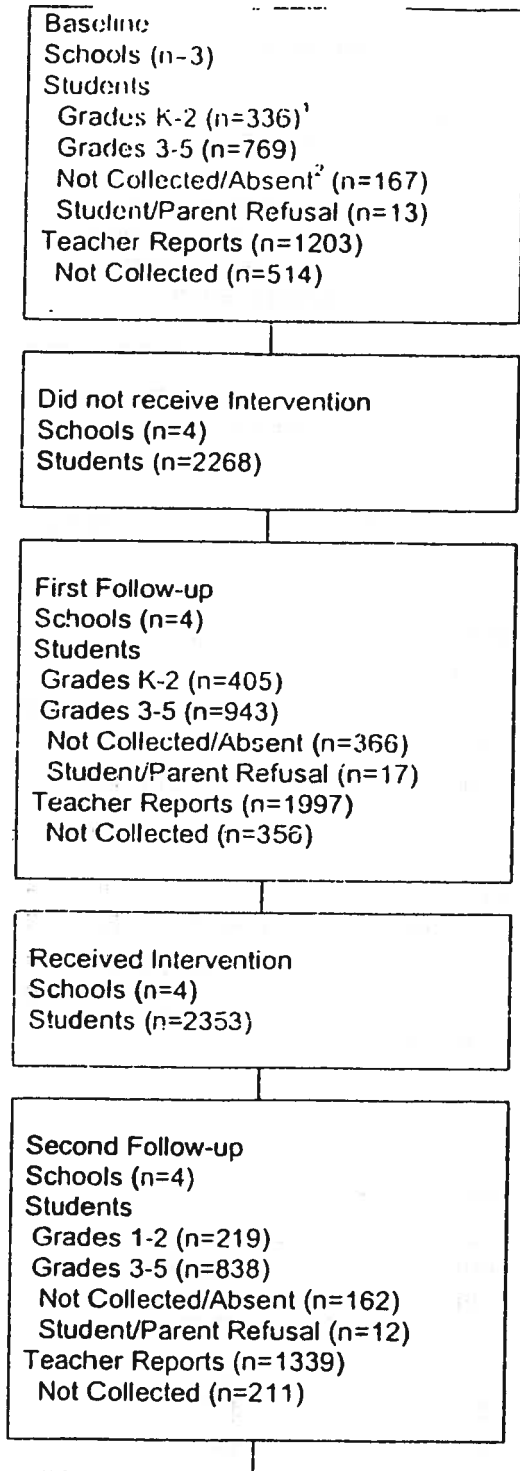 Baseline
Schools (n-3)
Students
Grades K-2 (n=336)¹
Grades 3-5 (n=769)
Not Collected/Absent² (n=167)
Student/Parent Refusal (n=13)
Teacher Reports (n=1203)
Not Collected (n=514)
Did not receive Intervention
Schools (n=4)
Students (n=2268)
First Follow-up
Schools (n=4)
Students
Grades K-2 (n=405)
Grades 3-5 (n=943)
Not Collected/Absent (n=366)
Student/Parent Refusal (n=17)
Teacher Reports (n=1997)
Not Collected (n=356)
Received Intervention
Schools (n=4)
Students (n=2353)
Second Follow-up
Schools (n=4)
Students
Grades 1-2 (n=219)
Grades 3-5 (n=838)
Not Collected/Absent (n=162)
Student/Parent Refusal (n=12)
Teacher Reports (n=1339)
Not Collected (n=211)